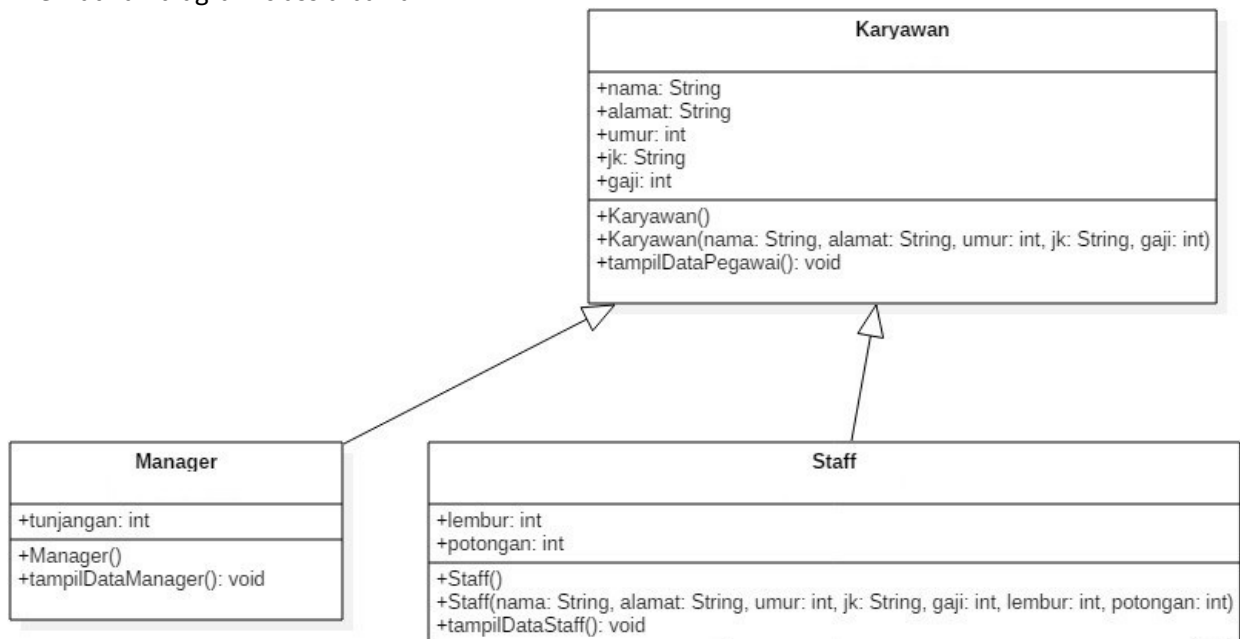 Karyawan
+nama: String
+alamat: String
+umur: int
+jk: String
+gaji: int
+Karyawan()
+Karyawan(nama: String, alamat: String, umur: int, jk: String, gaji: int)
+tampilDataPegawai(): void
Manager
+tunjangan: int
+Manager()
+tampilDataManager(): void
Staff
+lembur: int
+potongan: int
+Staff()
+Staff(nama: String, alamat: String, umur: int, jk: String, gaji: int, lembur: int, potongan: int)
+tampilDataStaff(): void